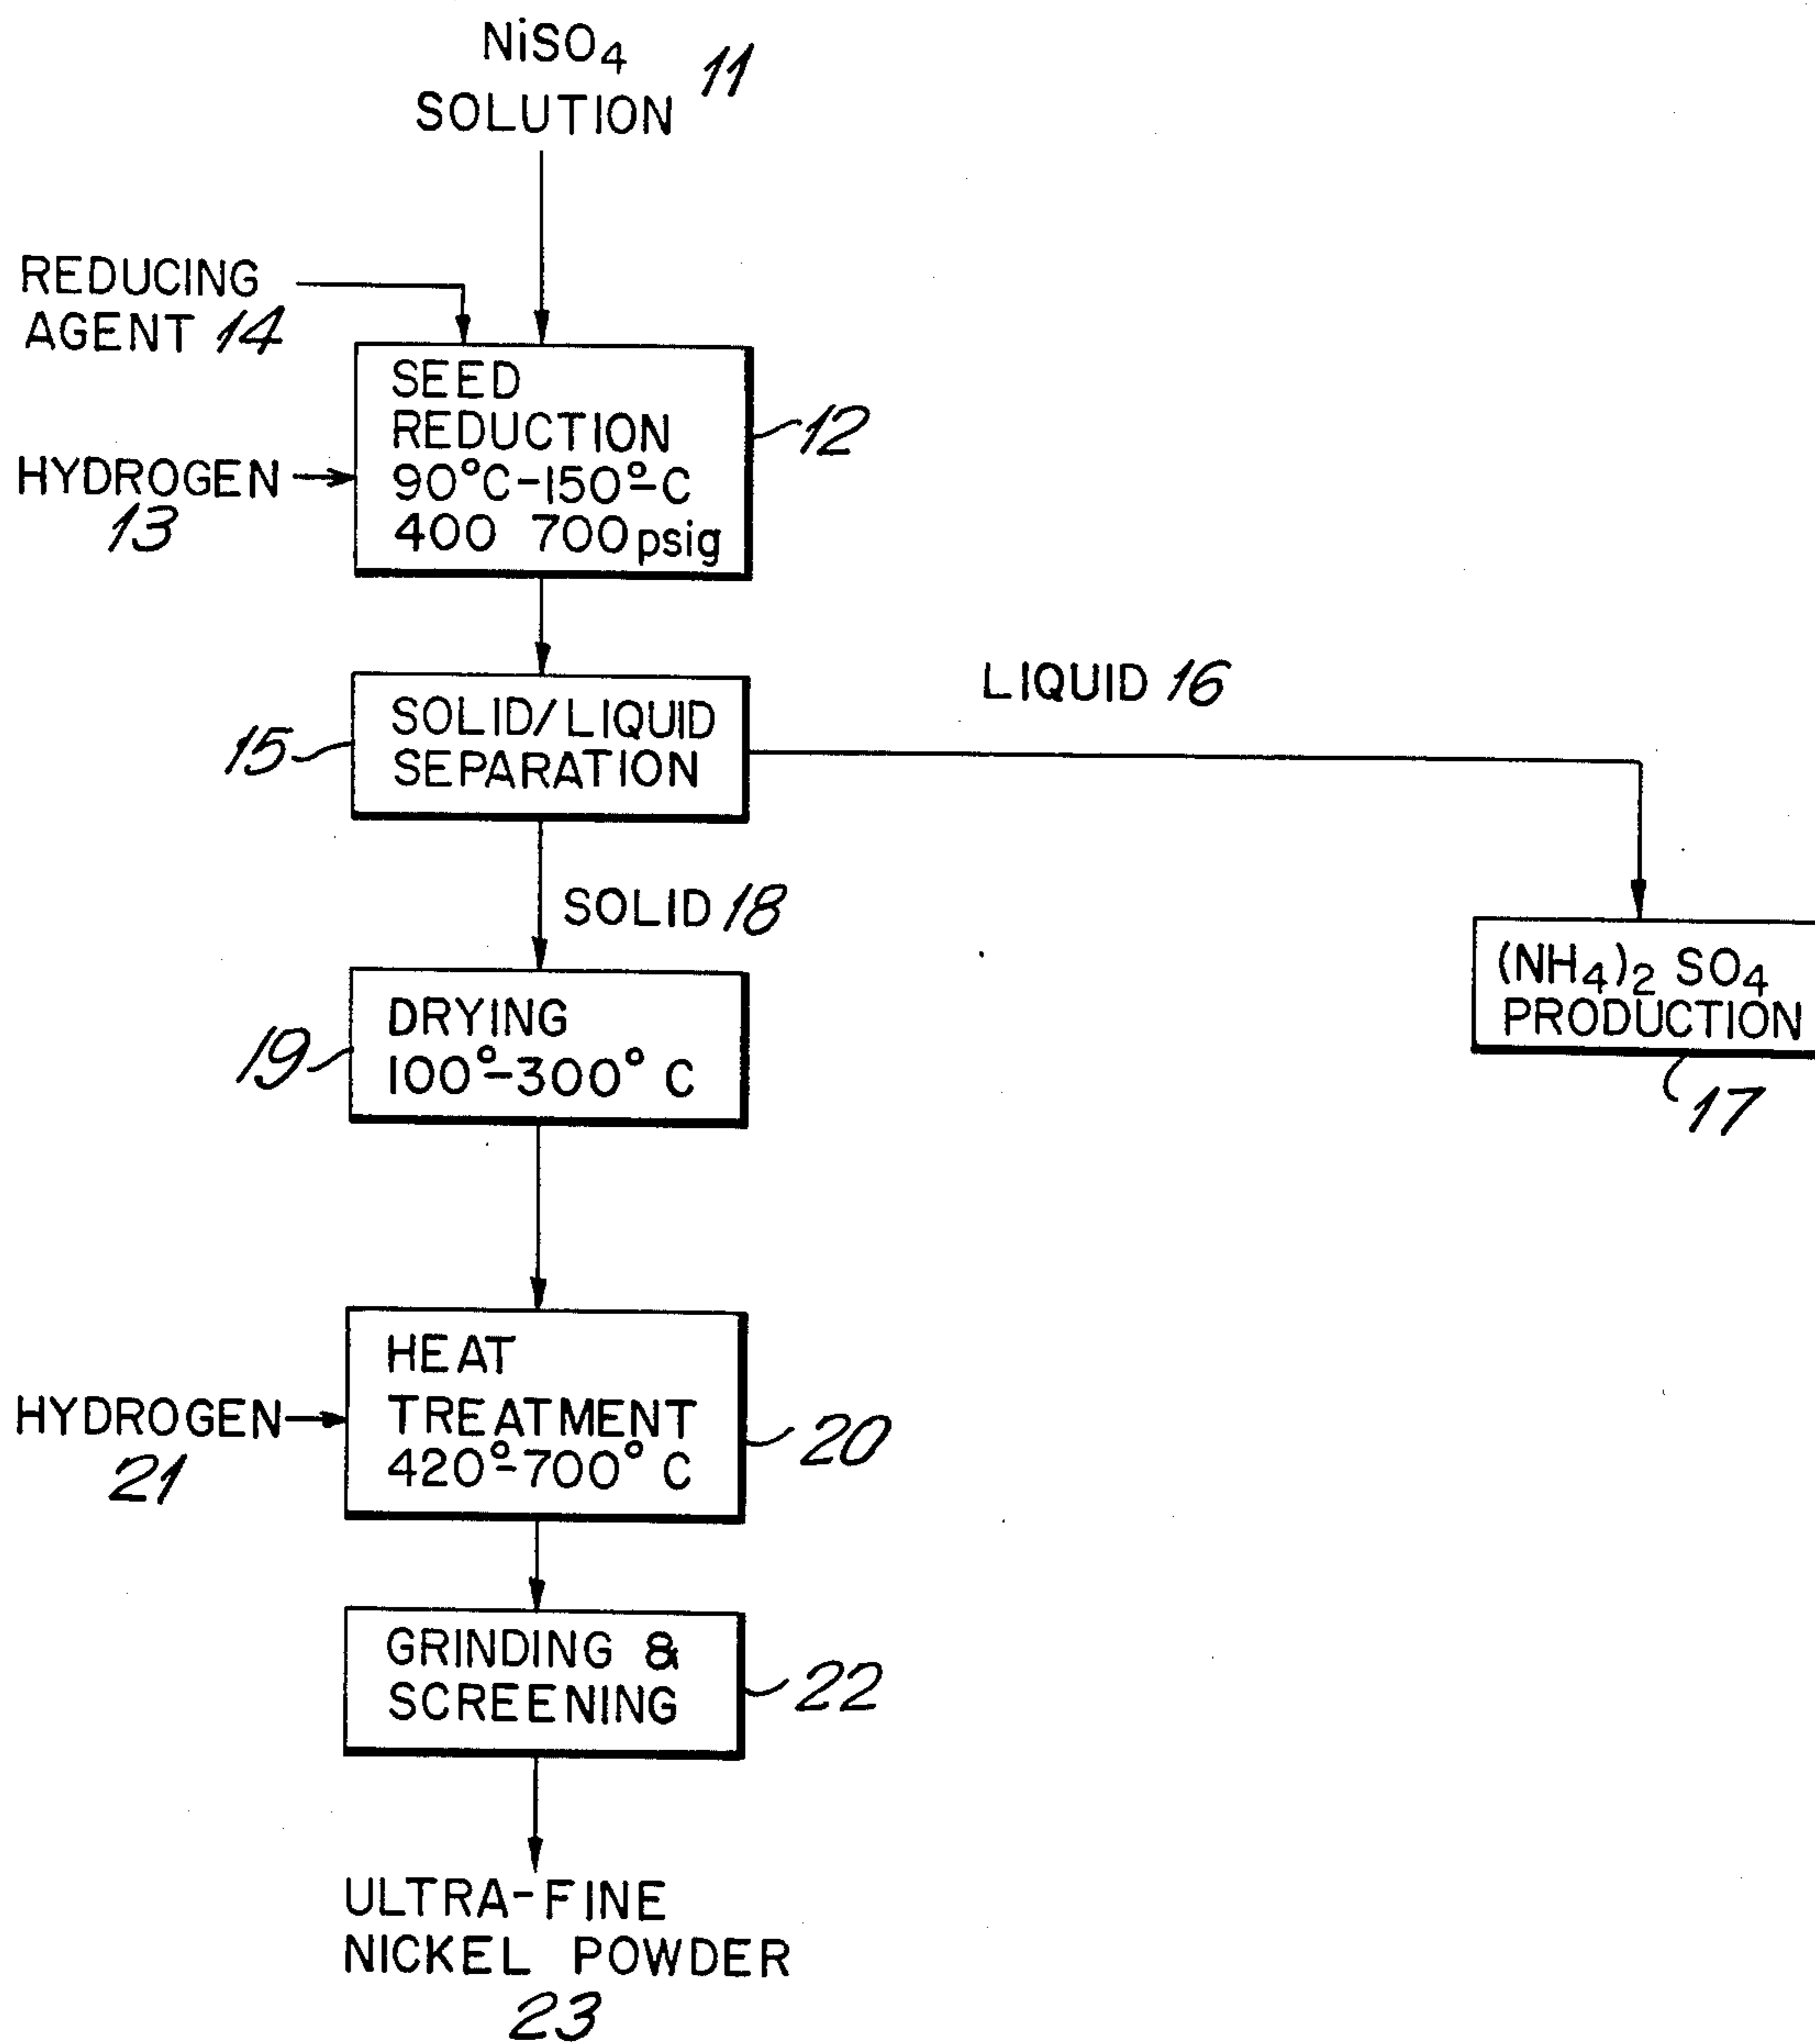 NiSO4 11
SOLUTION
REDUCING
AGENT 14
SEED
REDUCTION
90°C-150°-C
400 700psig
12
HYDROGEN
13
SOLID/LIQUID
SEPARATION
15
LIQUID 16
(NH4)2 SO4
PRODUCTION
17
SOLID 18
DRYING
100°-300° C
19
HEAT
TREATMENT
420°-700° C
20
HYDROGEN
21
GRINDING &
SCREENING
22
ULTRA-FINE
NICKEL POWDER
23